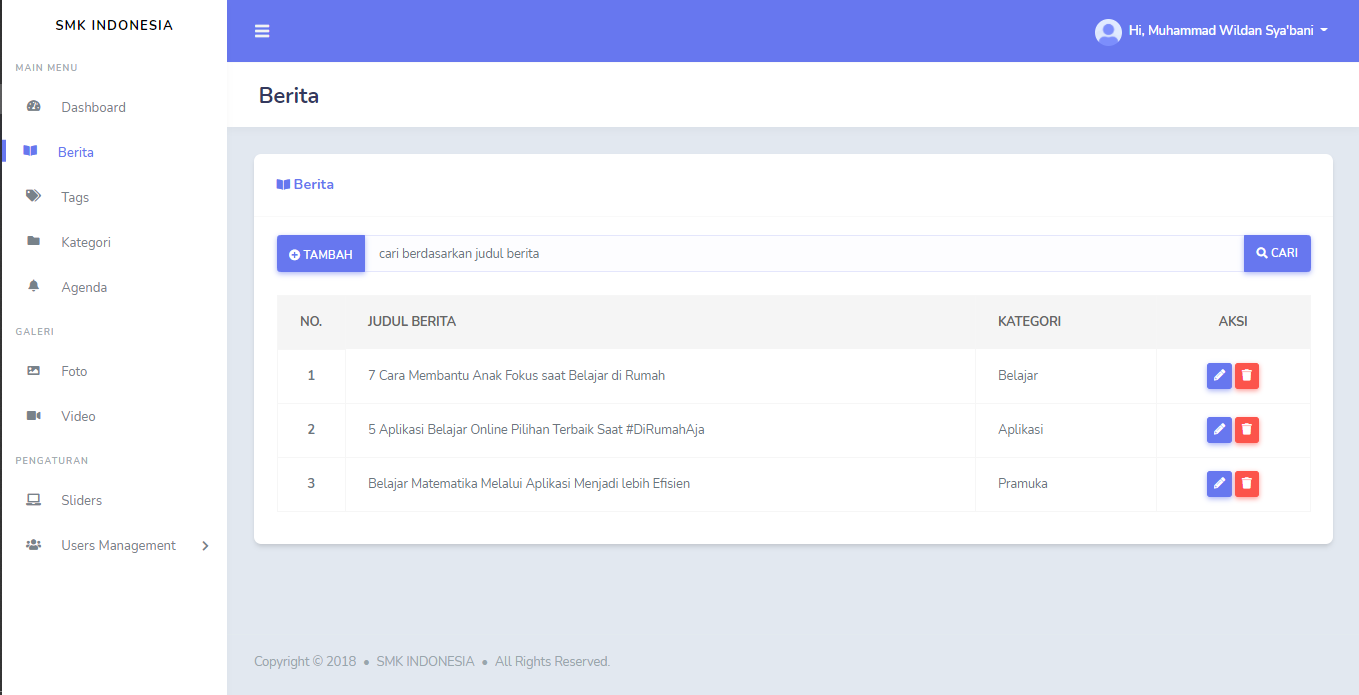 SMK INDONESIA
Hi, Muhammad Wildan Sya'bani
MAIN MENU
Dashboard
Berita
Tags
Kategori
Agenda
GALERI
Foto
Video
PENGATURAN
Sliders
Users Management
Berita
Berita
TAMBAH cari berdasarkan judul berita CARI
NO. JUDUL BERITA KATEGORI AKSI
1 7 Cara Membantu Anak Fokus saat Belajar di Rumah Belajar
2 5 Aplikasi Belajar Online Pilihan Terbaik Saat #DiRumahAja Aplikasi
3 Belajar Matematika Melalui Aplikasi Menjadi lebih Efisien Pramuka
Copyright © 2018 • SMK INDONESIA • All Rights Reserved.